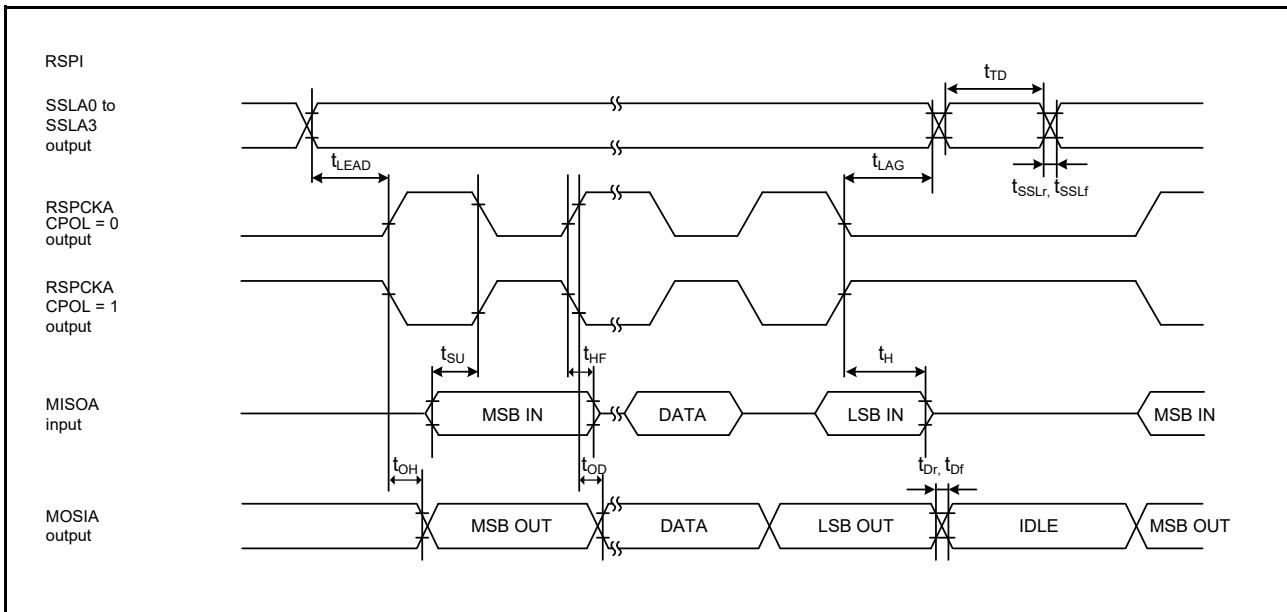 RSPI
SSLA0 to
SSLA3
output
tTD
tLEAD
tLAG
tSSLr, tSSLf
RSPCKA
CPOL = 0
output
RSPCKA
CPOL = 1
output
tSU
tHF
tH
MISOA
input
MSB IN
DATA
LSB IN
MSB IN
tOH
tOD
tDr, tDf
MOSIA
output
MSB OUT
DATA
LSB OUT
IDLE
MSB OUT